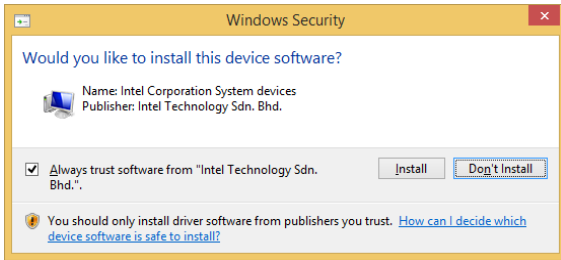 Windows Security
Would you like to install this device software?
Name: Intel Corporation System devices
Publisher: Intel Technology Sdn. Bhd.
Always trust software from "Intel Technology Sdn.
Bhd.".
Install
Don't Install
You should only install driver software from publishers you trust. How can I decide which
device software is safe to install?